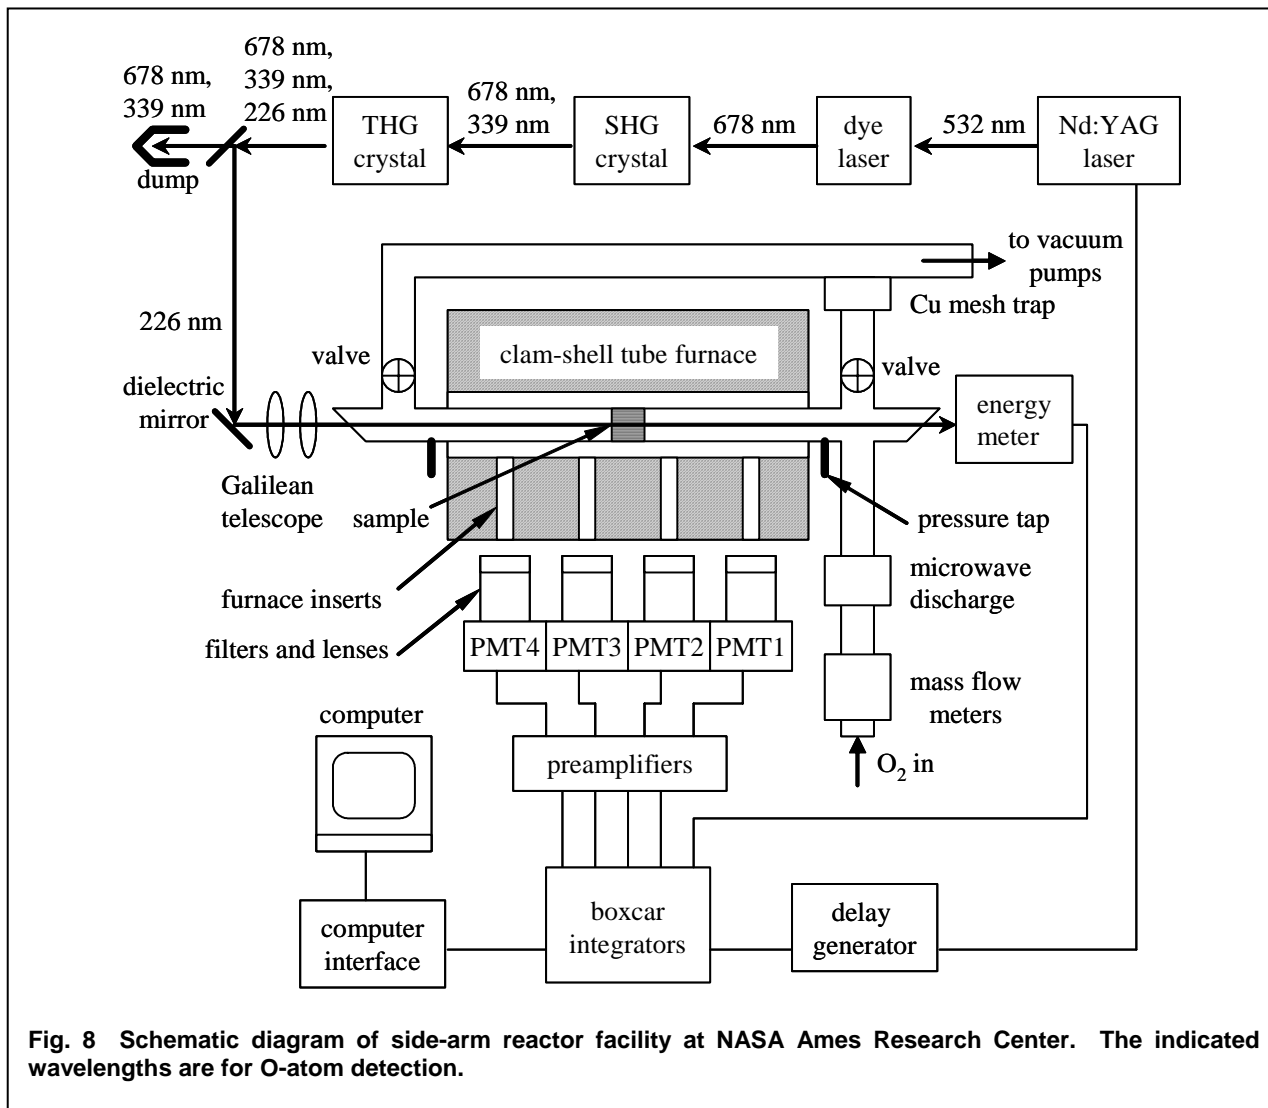 678 nm,
339 nm
678 nm,
339 nm,
226 nm
THG
crystal
678 nm,
339 nm
SHG
crystal
678 nm
dye
laser
532 nm
Nd:YAG
laser
dump
to vacuum
pumps
Cu mesh trap
226 nm
valve
clam-shell tube furnace
valve
dielectric
mirror
energy
meter
Galilean
telescope
sample
pressure tap
furnace inserts
microwave
discharge
filters and lenses
PMT4
PMT3
PMT2
PMT1
mass flow
meters
computer
preamplifiers
O2 in
computer
interface
boxcar
integrators
delay
generator
Fig. 8 Schematic diagram of side-arm reactor facility at NASA Ames Research Center. The indicated
wavelengths are for O-atom detection.